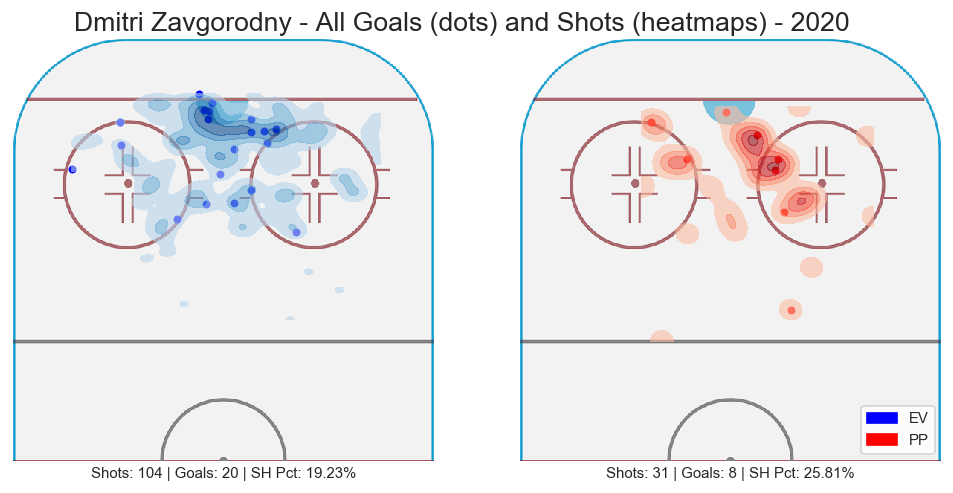 Dmitri Zavgorodny - All Goals (dots) and Shots (heatmaps) - 2020
EV
PP
Shots: 104 | Goals: 20 | SH Pct: 19.23%
Shots: 31 | Goals: 8 | SH Pct: 25.81%